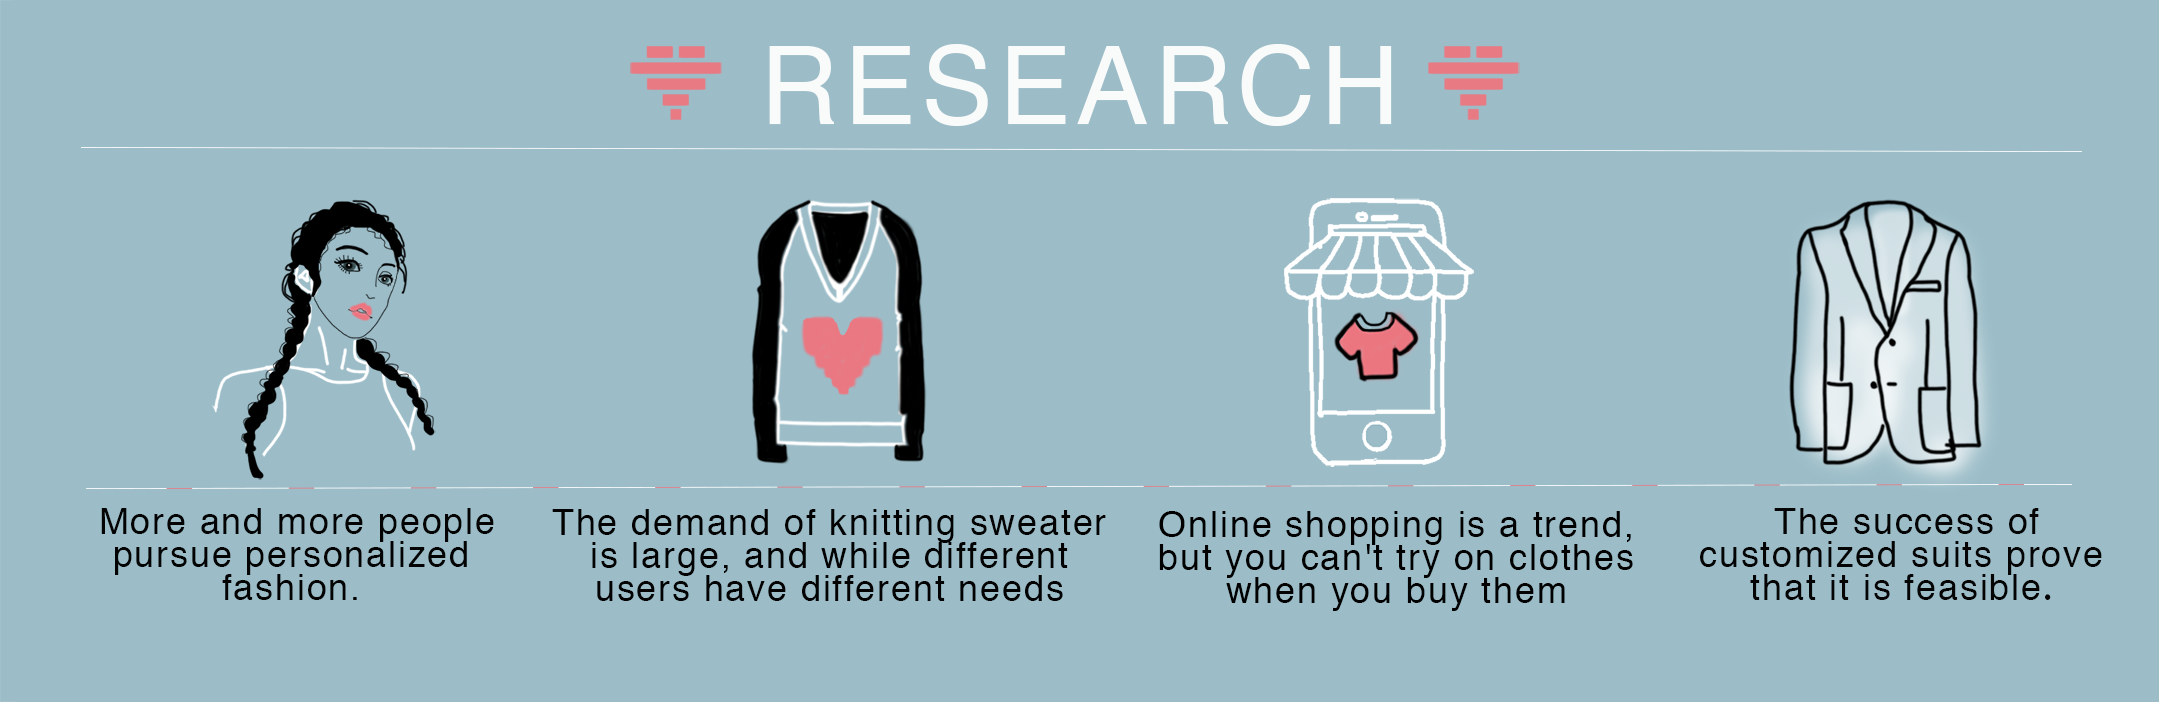 RESEARCH
More and more people
pursue personalized
fashion.
The demand of knitting sweater
is large, and while different
users have different needs
Online shopping is a trend,
but you can't try on clothes
when you buy them
The success of
customized suits prove
that it is feasible.